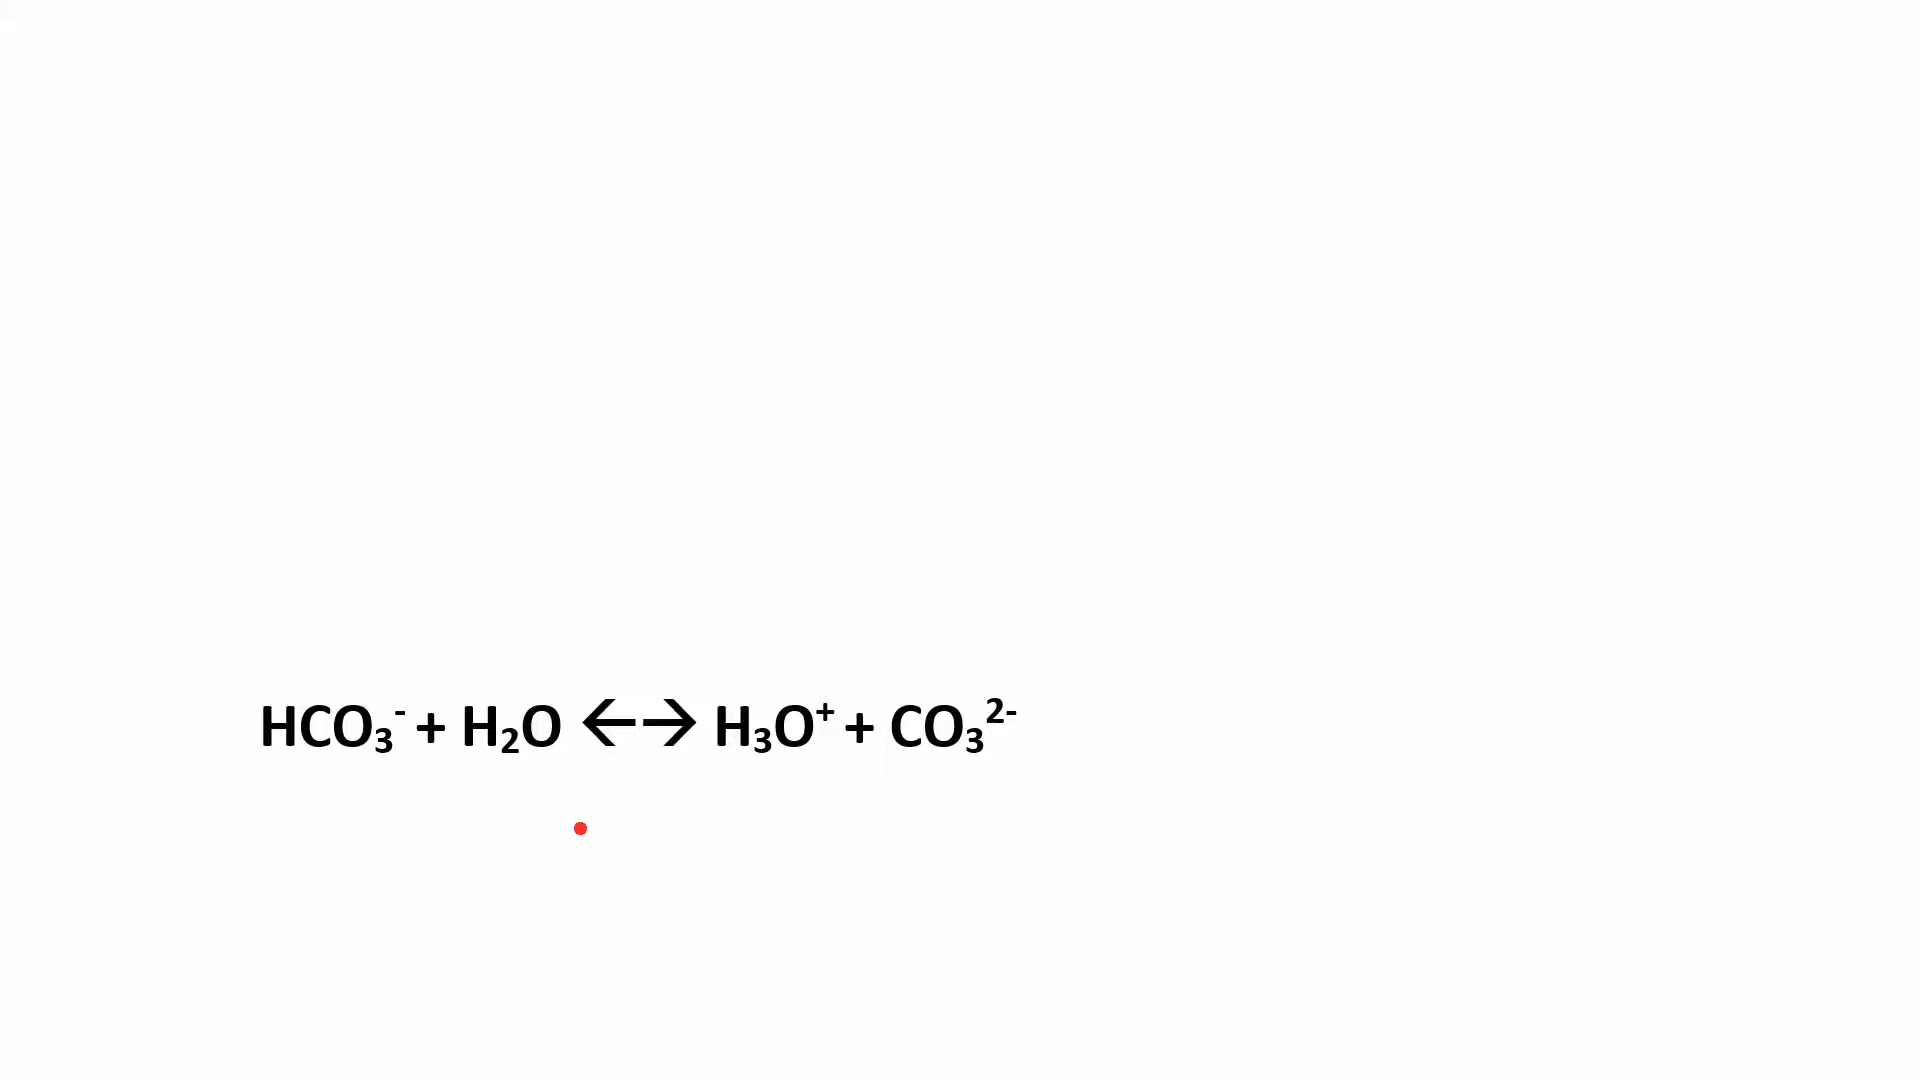 HCO₃⁻ + H₂O ←→ H₃O⁺ + CO₃²⁻